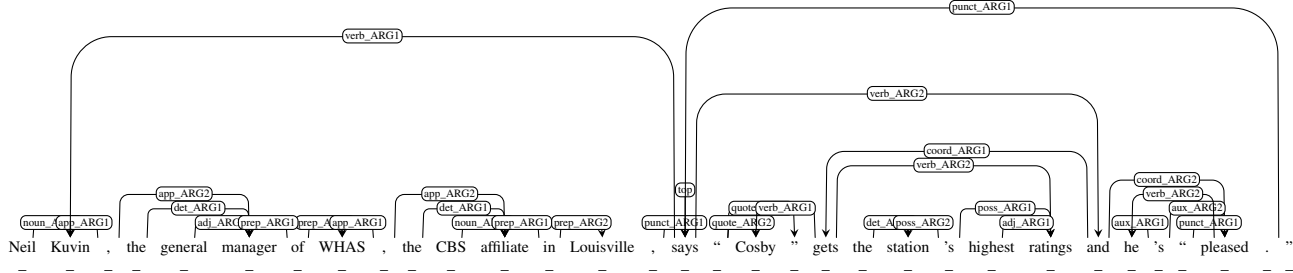 punct_ARG1
verb_ARG1
verb_ARG2
coord_ARG1
verb_ARG2
coord_ARG2
top
app_ARG2 app_ARG2 verb_ARG2
det_ARG1 det_ARG1 quote verb_ARG1 poss_ARG1 aux_ARG2
app_ARG1 prep_ARG1 app_ARG1 prep_ARG1 prep_ARG2 punct_ARG1 quote_ARG2 poss_ARG2 adj_ARG1 punct_ARG1
Neil Kuvin , the general manager of WHAS , the CBS affiliate in Louisville , says “ Cosby ” gets the station 's highest ratings and he 's “ pleased . ”
_ _ _ _ _ _ _ _ _ _ _ _ _ _ _ _ _ _ _ _ _ _ _ _ _ _ _ _ _ _ _ _